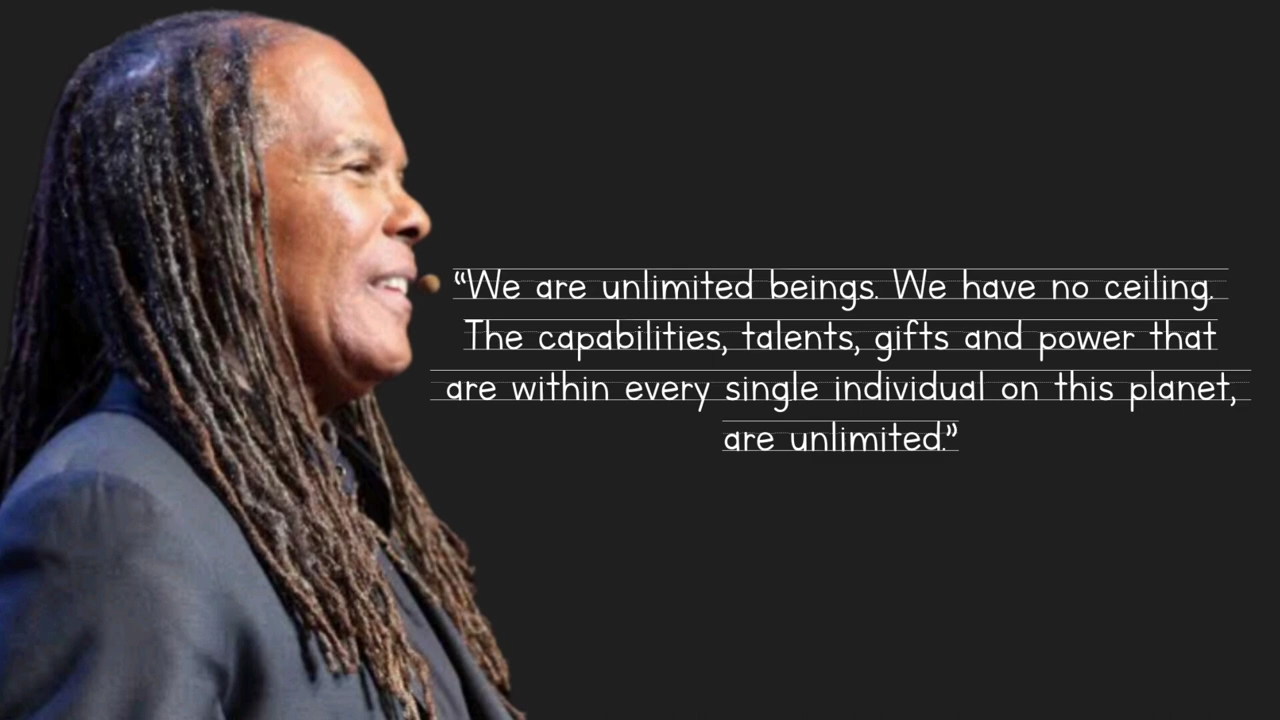 “We are unlimited beings. We have no ceiling.
The capabilities, talents, gifts and power that
are within every single individual on this planet,
are unlimited.”